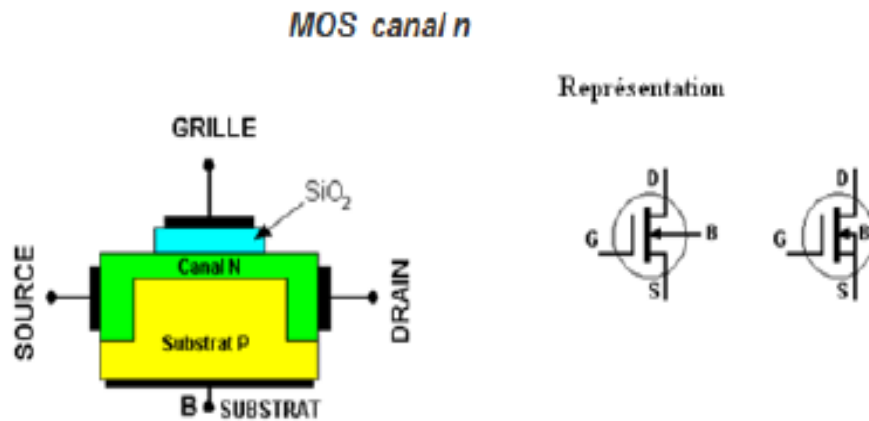 MOS canal n
Représentation
GRILLE
SiO2
Canal N
SOURCE
DRAIN
Substrat P
B SUBSTRAT
D
G
B
S
D
G
B
S